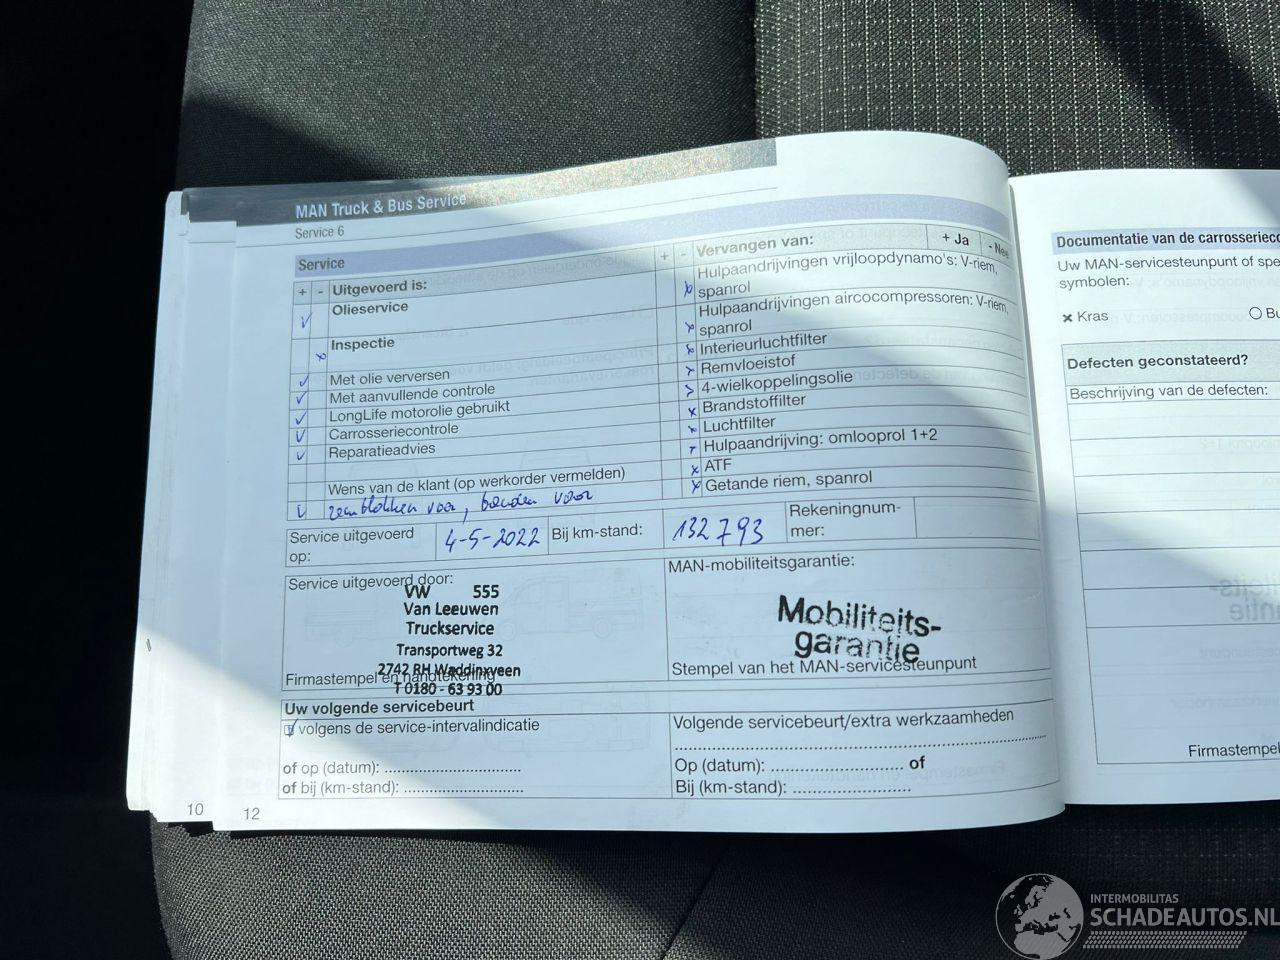 MAN Truck & Bus Service
Service 6
Service
+ - Uitgevoerd is:
Olieservice
Inspectie
Met olie verversen
Met aanvullende controle
LongLife motorolie gebruikt
Carrosseriecontrole
Reparatieadvies
Wens van de klant (op werkorder vermelden)
remblokken voor, banden voor
+ - Vervangen van: + Ja - Nee
Hulpaandrijvingen vrijloopdynamo's: V-riem,
spanrol
Hulpaandrijvingen aircocompressoren: V-riem,
spanrol
Interieurluchtfilter
Remvloeistof
4-wielkoppelingsolie
Brandstoffilter
Luchtfilter
Hulpaandrijving: omlooprol 1+2
ATF
Getande riem, spanrol
Service uitgevoerd
op:
4-5-2022
Bij km-stand:
132793
Rekeningnum-
mer:
Service uitgevoerd door:
VW 555
Van Leeuwen
Truckservice
Transportweg 32
2742 RH Waddinxveen
T 0180 - 63 93 00
Firmastempel en handtekening
MAN-mobiliteitsgarantie:
Mobiliteits-
garantie
Stempel van het MAN-servicesteunpunt
Uw volgende servicebeurt
volgens de service-intervalindicatie
of op (datum): ................................
of bij (km-stand): ............................
Volgende servicebeurt/extra werkzaamheden
Op (datum): ............................... of
Bij (km-stand): ............................
10
12
Documentatie van de carrosserieco
Uw MAN-servicesteunpunt of spe
symbolen:
× Kras
Bu
Defecten geconstateerd?
Beschrijving van de defecten:
Firmastempel
INTERMOBILITAS
SCHADEAUTOS.NL